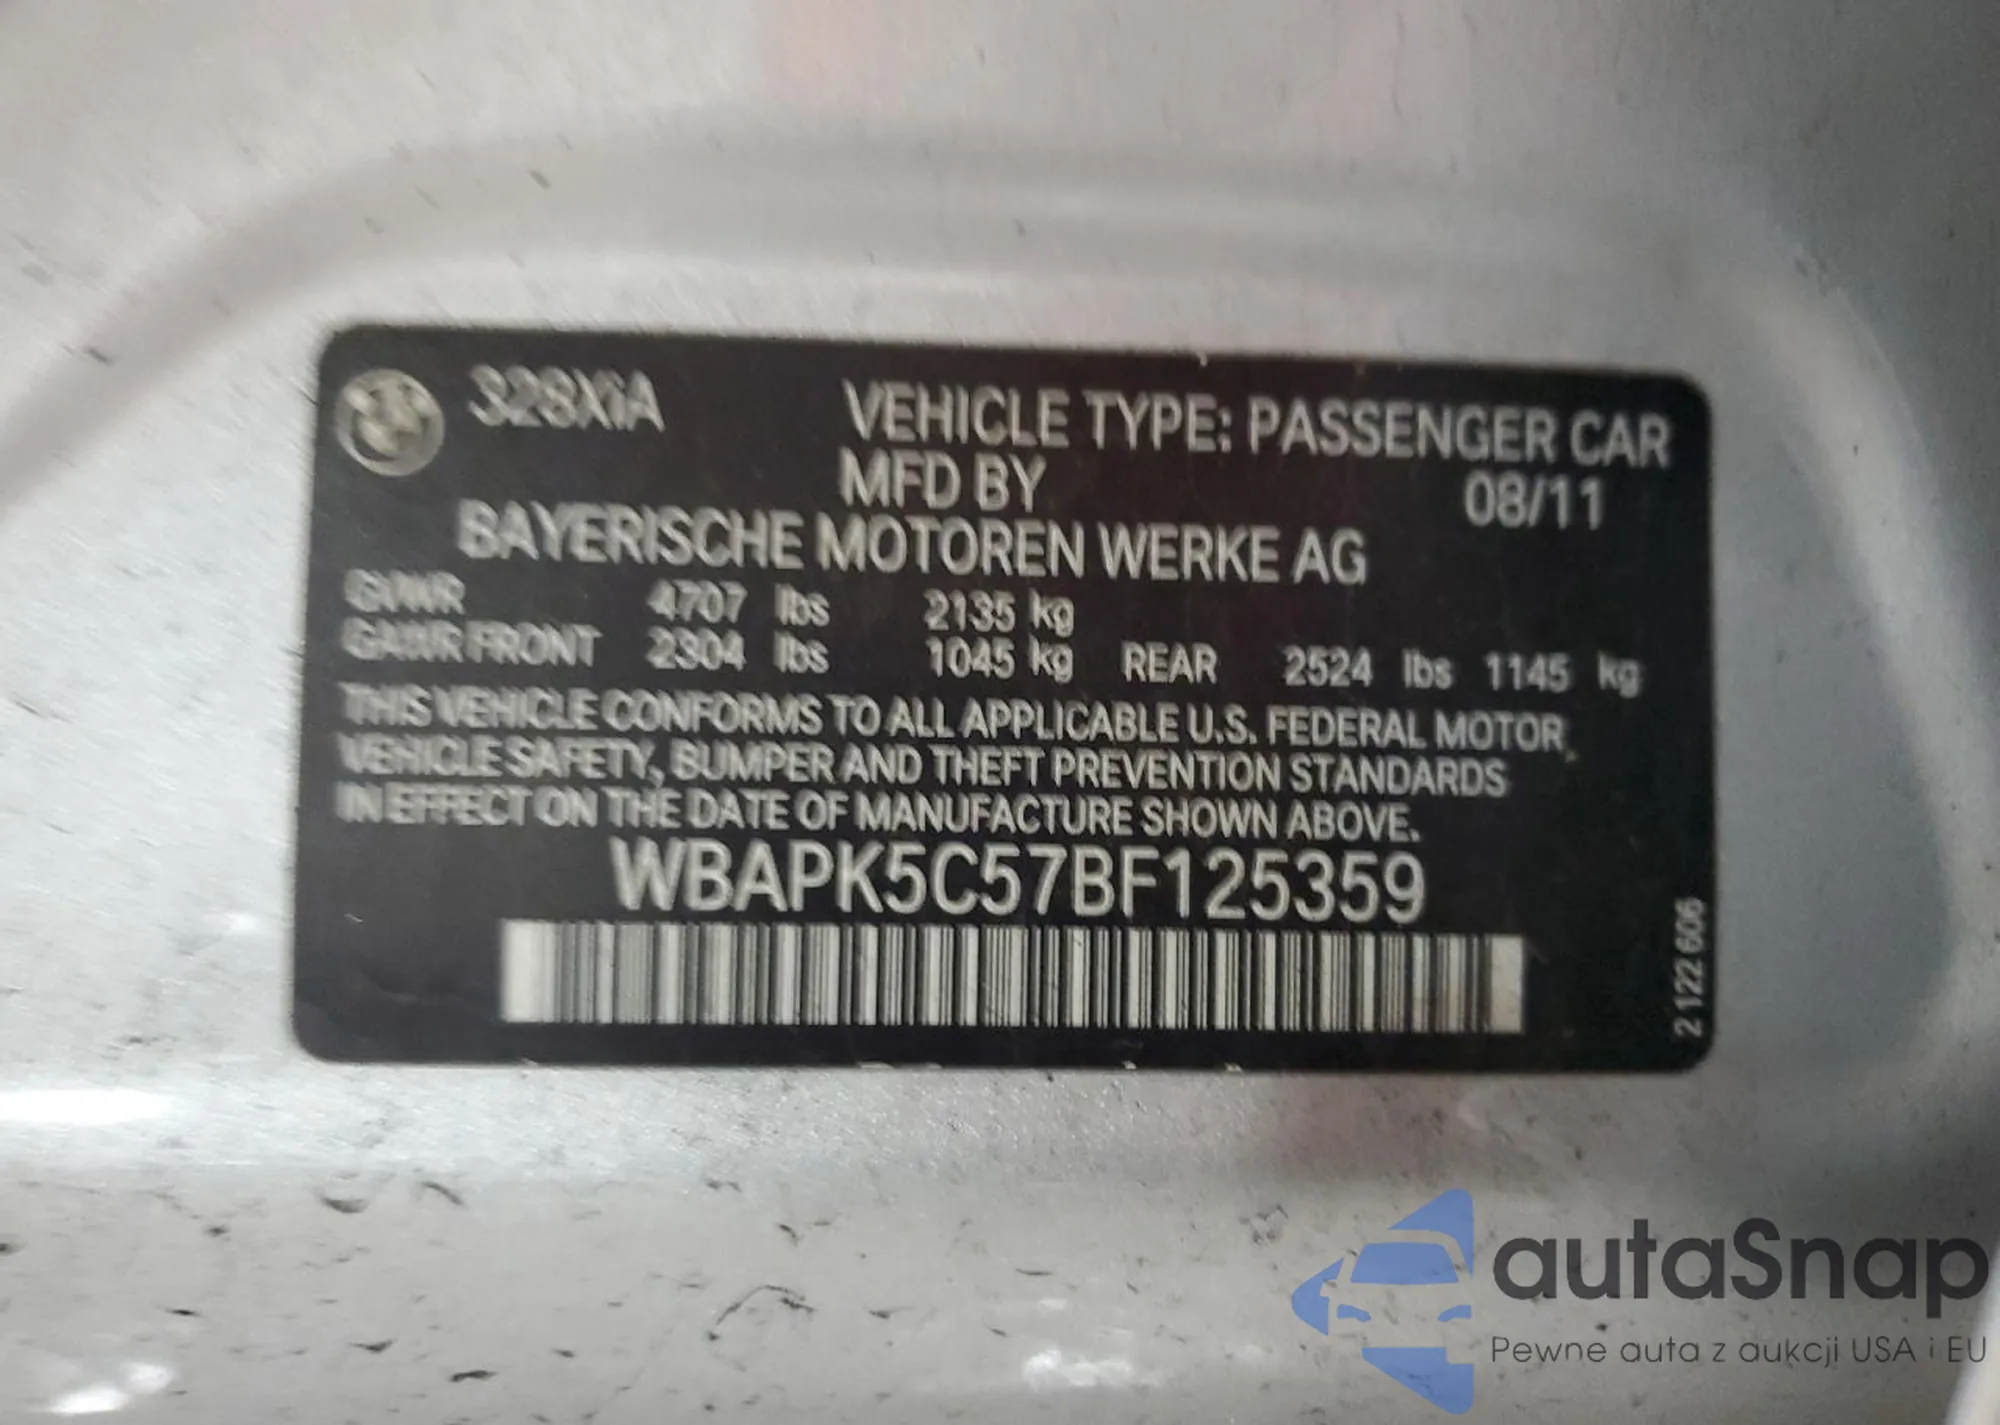 328XiA
VEHICLE TYPE: PASSENGER CAR
MFD BY 08/11
BAYERISCHE MOTOREN WERKE AG
GVWR 4707 lbs 2135 kg
GAWR FRONT 2304 lbs 1045 kg REAR 2524 lbs 1145 kg
THIS VEHICLE CONFORMS TO ALL APPLICABLE U.S. FEDERAL MOTOR
VEHICLE SAFETY, BUMPER AND THEFT PREVENTION STANDARDS
IN EFFECT ON THE DATE OF MANUFACTURE SHOWN ABOVE.
WBAPK5C57BF125359
2122606
autaSnap
Pewne auta z aukcji USA i EU